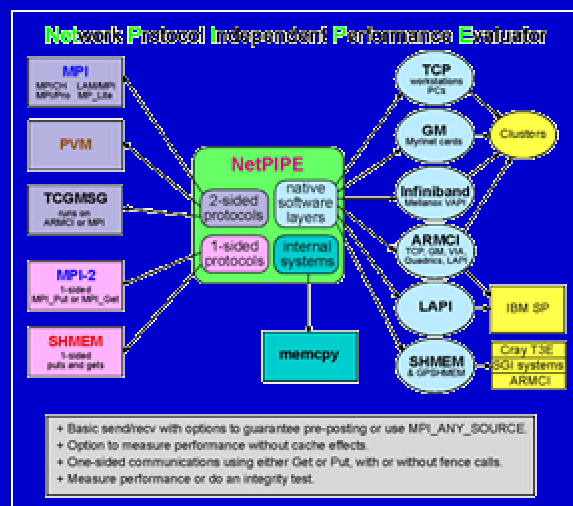 Network Protocol Independent Performance Evaluator
MPI
MPICH LAM/MPI
MPI/Pro MP_Lite
PVM
TCGMSG
runs on
ARMCI or MPI
MPI-2
1-sided
MPI_Put or MPI_Get
SHMEM
1-sided
puts and gets
NetPIPE
2-sided
protocols
native
software
layers
1-sided
protocols
internal
systems
memcpy
TCP
workstations
PCs
GM
Myrinet cards
Infiniband
Mellanox VAPI
ARMCI
TCP, GM, VIA,
Quadrics, LAPI
LAPI
SHMEM
& GPSHMEM
Clusters
IBM SP
Cray T3E
SGI systems
ARMCI
+ Basic send/recv with options to guarantee pre-posting or use MPI_ANY_SOURCE.
+ Option to measure performance without cache effects.
+ One-sided communications using either Get or Put, with or without fence calls.
+ Measure performance or do an integrity test.